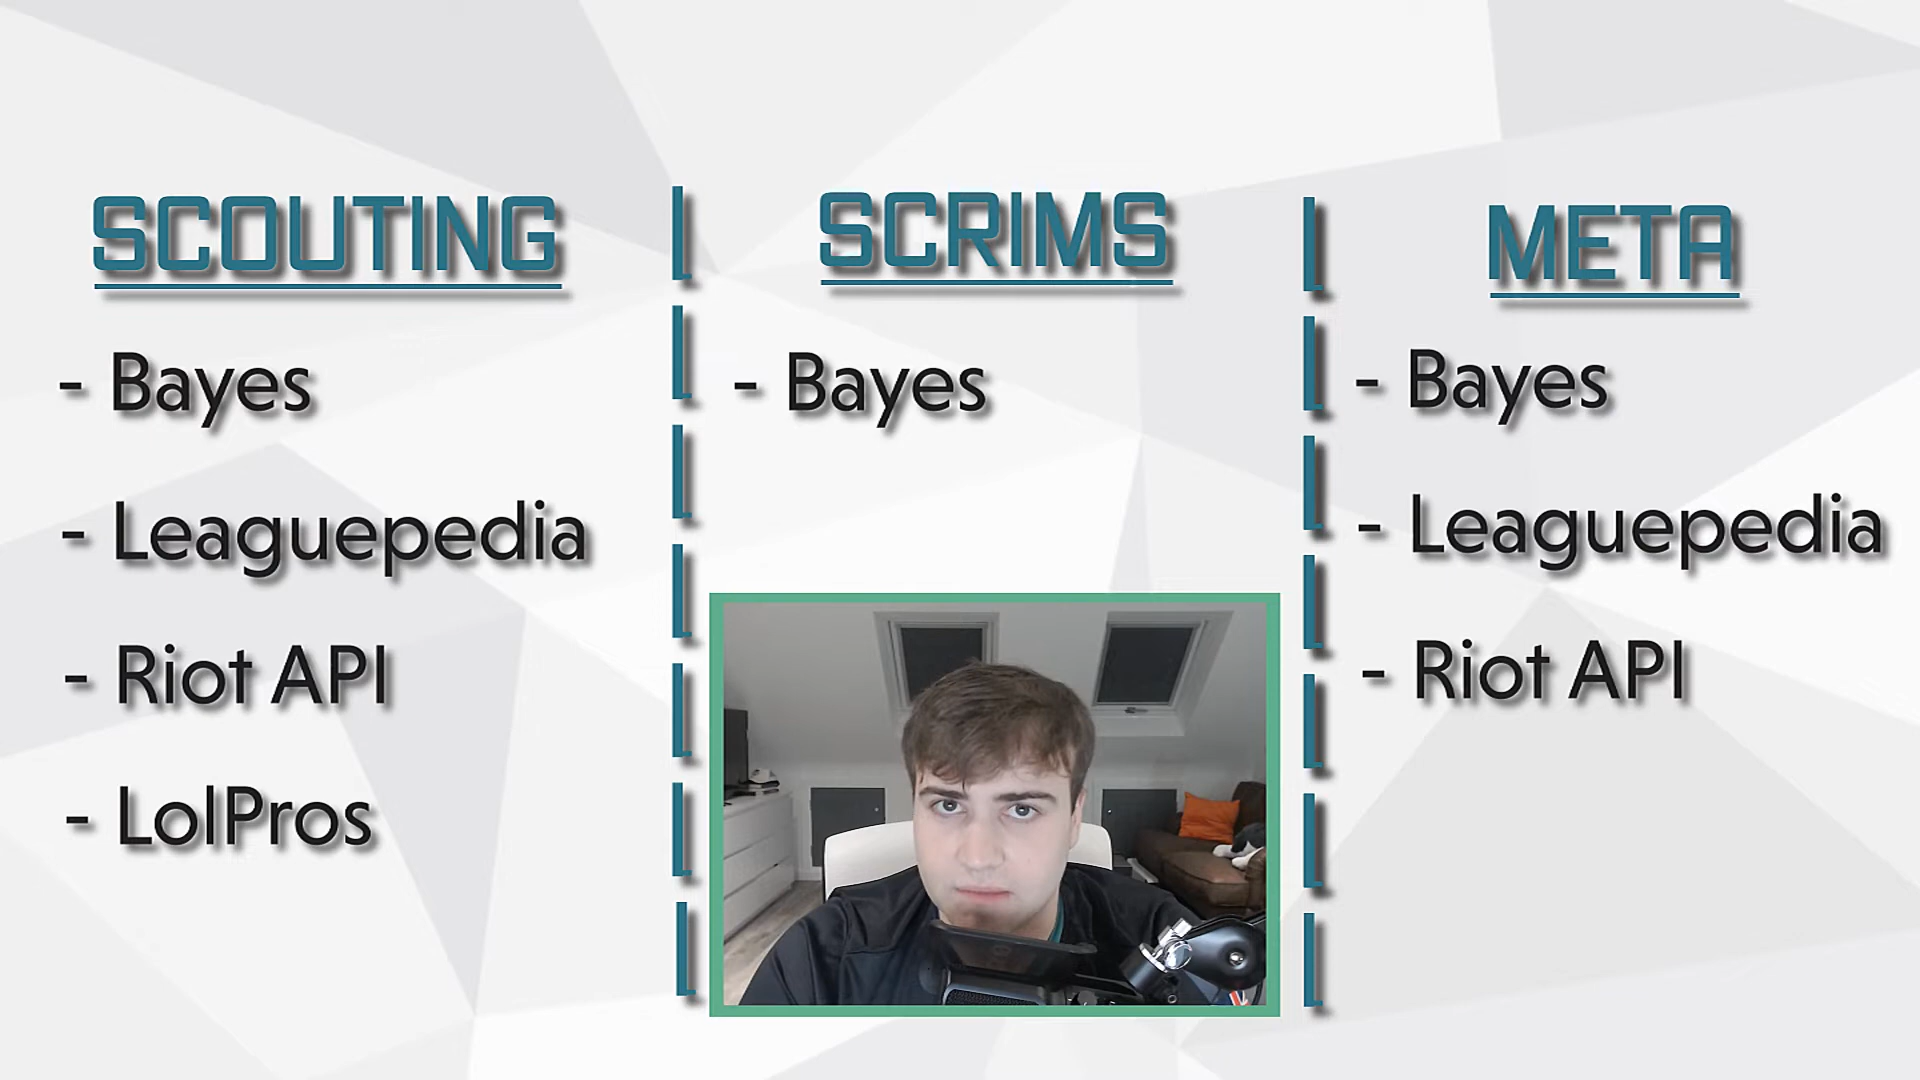 SCOUTING
- Bayes
- Leaguepedia
- Riot API
- LolPros
SCRIMS
- Bayes
META
- Bayes
- Leaguepedia
- Riot API